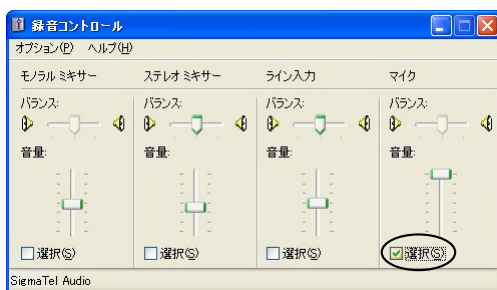 録音コントロール
オプション(P) ヘルプ(H)
モノラル ミキサー ステレオ ミキサー ライン入力 マイク
バランス: バランス: バランス: バランス:
音量: 音量: 音量: 音量:
選択(S) 選択(S) 選択(S) 選択(S)
SigmaTel Audio